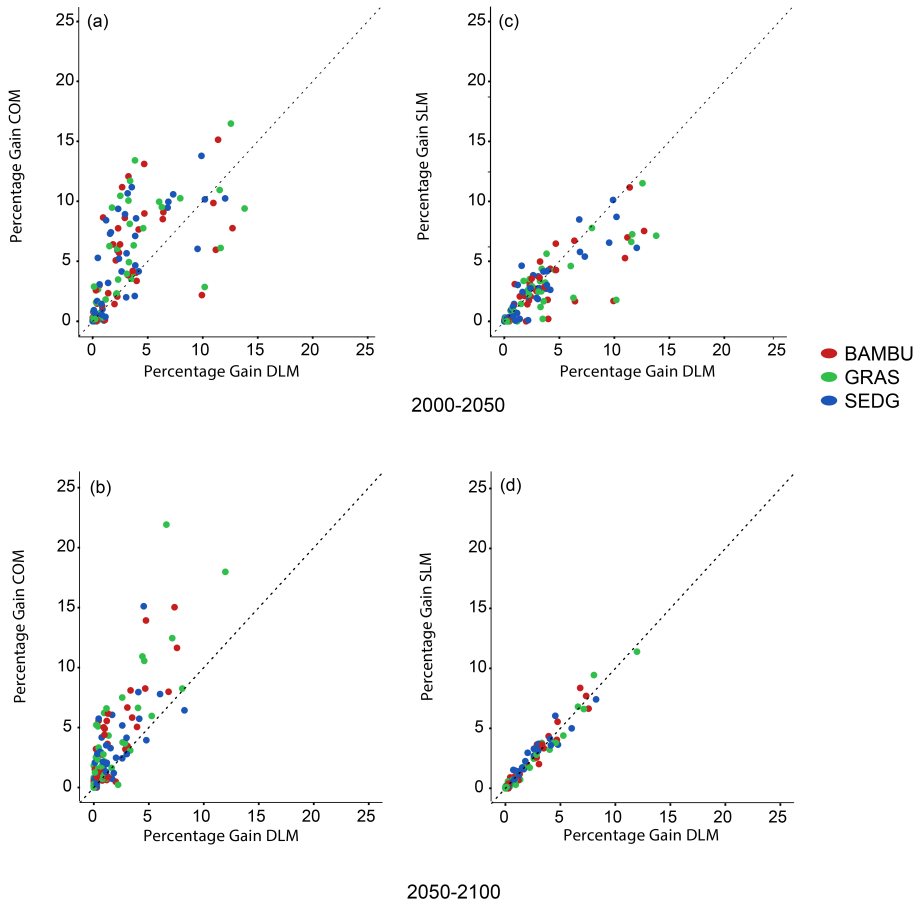 (a)
25
20
15
10
5
0
Percentage Gain COM
0 5 10 15 20 25
Percentage Gain DLM
(c)
25
20
15
10
5
0
Percentage Gain SLM
0 5 10 15 20 25
Percentage Gain DLM
BAMBU
GRAS
SEDG
2000-2050
(b)
25
20
15
10
5
0
Percentage Gain COM
0 5 10 15 20 25
Percentage Gain DLM
(d)
25
20
15
10
5
0
Percentage Gain SLM
0 5 10 15 20 25
Percentage Gain DLM
2050-2100